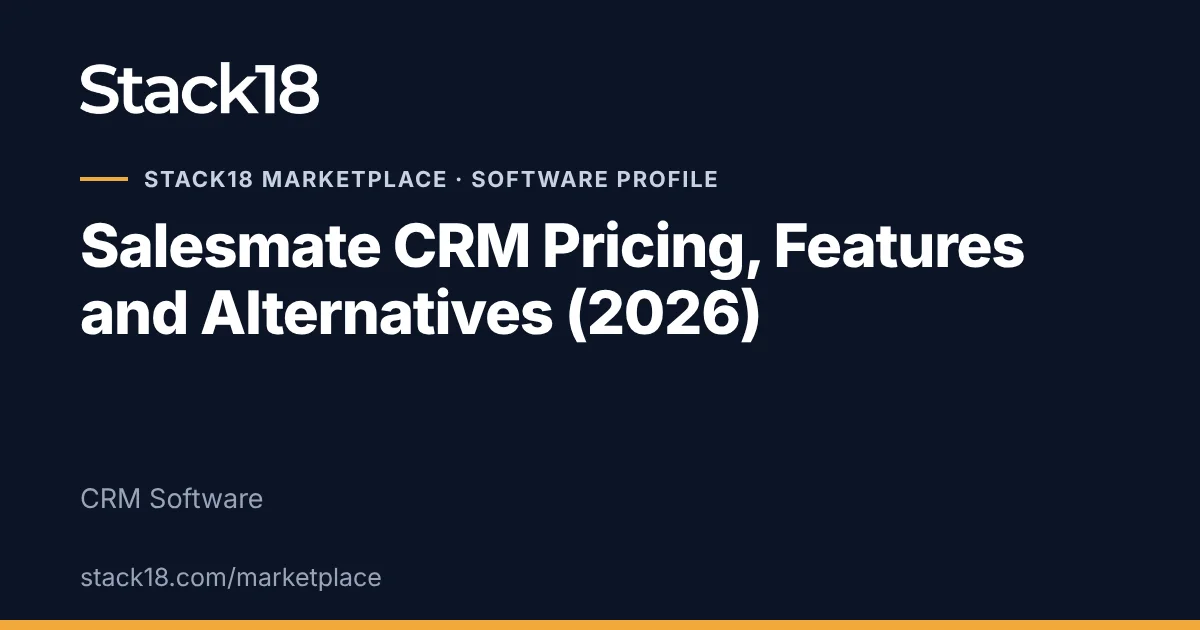 Stack18
STACK18 MARKETPLACE · SOFTWARE PROFILE
Salesmate CRM Pricing, Features
and Alternatives (2026)
CRM Software
stack18.com/marketplace